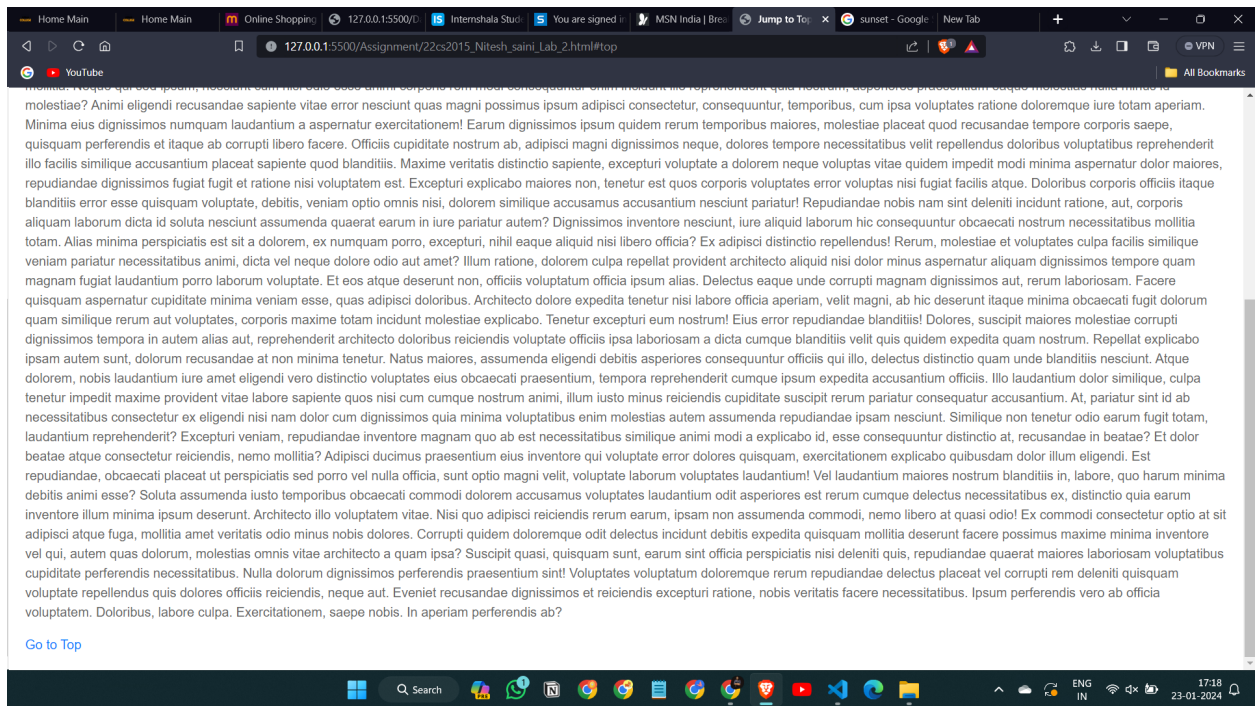 Home Main
Home Main
Online Shopping
127.0.0.1:5500/D
Internshala Stud
You are signed in
MSN India | Brea
Jump to Top
sunset - Google
New Tab
127.0.0.1:5500/Assignment/22cs2015_Nitesh_saini_Lab_2.html#top
VPN
YouTube
All Bookmarks
molestiae? Animi eligendi recusandae sapiente vitae error nesciunt quas magni possimus ipsum adipisci consectetur, consequuntur, temporibus, cum ipsa voluptates ratione doloremque iure totam aperiam.
Minima eius dignissimos numquam laudantium a aspernatur exercitationem! Earum dignissimos ipsum quidem rerum temporibus maiores, molestiae placeat quod recusandae tempore corporis saepe,
quisquam perferendis et itaque ab corrupti libero facere. Officiis cupiditate nostrum ab, adipisci magni dignissimos neque, dolores tempore necessitatibus velit repellendus doloribus voluptatibus reprehenderit
illo facilis similique accusantium placeat sapiente quod blanditiis. Maxime veritatis distinctio sapiente, excepturi voluptate a dolorem neque voluptas vitae quidem impedit modi minima aspernatur dolor maiores,
repudiandae dignissimos fugiat fugit et ratione nisi voluptatem est. Excepturi explicabo maiores non, tenetur est quos corporis voluptates error voluptas nisi fugiat facilis atque. Doloribus corporis officiis itaque
blanditiis error esse quisquam voluptate, debitis, veniam optio omnis nisi, dolorem similique accusamus accusantium nesciunt pariatur! Repudiandae nobis nam sint deleniti incidunt ratione, aut, corporis
aliquam laborum dicta id soluta nesciunt assumenda quaerat earum in iure pariatur autem? Dignissimos inventore nesciunt, iure aliquid laborum hic consequuntur obcaecati nostrum necessitatibus mollitia
totam. Alias minima perspiciatis est sit a dolorem, ex numquam porro, excepturi, nihil eaque aliquid nisi libero officia? Ex adipisci distinctio repellendus! Rerum, molestiae et voluptates culpa facilis similique
veniam pariatur necessitatibus animi, dicta vel neque dolore odio aut amet? Illum ratione, dolorem culpa repellat provident architecto aliquid nisi dolor minus aspernatur aliquam dignissimos tempore quam
magnam fugiat laudantium porro laborum voluptate. Et eos atque deserunt non, officiis voluptatum officia ipsum alias. Delectus eaque unde corrupti magnam dignissimos aut, rerum laboriosam. Facere
quisquam aspernatur cupiditate minima veniam esse, quas adipisci doloribus. Architecto dolore expedita tenetur nisi labore officia aperiam, velit magni, ab hic deserunt itaque minima obcaecati fugit dolorum
quam similique rerum aut voluptates, corporis maxime totam incidunt molestiae explicabo. Tenetur excepturi eum nostrum! Eius error repudiandae blanditiis! Dolores, suscipit maiores molestiae corrupti
dignissimos tempora in autem alias aut, reprehenderit architecto doloribus reiciendis voluptate officiis ipsa laboriosam a dicta cumque blanditiis velit quis quidem expedita quam nostrum. Repellat explicabo
ipsam autem sunt, dolorum recusandae at non minima tenetur. Natus maiores, assumenda eligendi debitis asperiores consequuntur officiis qui illo, delectus distinctio quam unde blanditiis nesciunt. Atque
dolorem, nobis laudantium iure amet eligendi vero distinctio voluptates eius obcaecati praesentium, tempora reprehenderit cumque ipsum expedita accusantium officiis. Illo laudantium dolor similique, culpa
tenetur impedit maxime provident vitae labore sapiente quos nisi cum cumque nostrum animi, illum iusto minus reiciendis cupiditate suscipit rerum pariatur consequatur accusantium. At, pariatur sint id ab
necessitatibus consectetur ex eligendi nisi nam dolor cum dignissimos quia minima voluptatibus enim molestias autem assumenda repudiandae ipsam nesciunt. Similique non tenetur odio earum fugit totam,
laudantium reprehenderit? Excepturi veniam, repudiandae inventore magnam quo ab est necessitatibus similique animi modi a explicabo id, esse consequuntur distinctio at, recusandae in beatae? Et dolor
beatae atque consectetur reiciendis, nemo mollitia? Adipisci ducimus praesentium eius inventore qui voluptate error dolores quisquam, exercitationem explicabo quibusdam dolor illum eligendi. Est
repudiandae, obcaecati placeat ut perspiciatis sed porro vel nulla officia, sunt optio magni velit, voluptate laborum voluptates laudantium! Vel laudantium maiores nostrum blanditiis in, labore, quo harum minima
debitis animi esse? Soluta assumenda iusto temporibus obcaecati commodi dolorem accusamus voluptates laudantium odit asperiores est rerum cumque delectus necessitatibus ex, distinctio quia earum
inventore illum minima ipsum deserunt. Architecto illo voluptatem vitae. Nisi quo adipisci reiciendis rerum earum, ipsam non assumenda commodi, nemo libero at quasi odio! Ex commodi consectetur optio at sit
adipisci atque fuga, mollitia amet veritatis odio minus nobis dolores. Corrupti quidem doloremque odit delectus incidunt debitis expedita quisquam mollitia deserunt facere possimus maxime minima inventore
vel qui, autem quas dolorum, molestias omnis vitae architecto a quam ipsa? Suscipit quasi, quisquam sunt, earum sint officia perspiciatis nisi deleniti quis, repudiandae quaerat maiores laboriosam voluptatibus
cupiditate perferendis necessitatibus. Nulla dolorum dignissimos perferendis praesentium sint! Voluptates voluptatum doloremque rerum repudiandae delectus placeat vel corrupti rem deleniti quisquam
voluptate repellendus quis dolores officiis reiciendis, neque aut. Eveniet recusandae dignissimos et reiciendis excepturi ratione, nobis veritatis facere necessitatibus. Ipsum perferendis vero ab officia
voluptatem. Doloribus, labore culpa. Exercitationem, saepe nobis. In aperiam perferendis ab?
Go to Top
Search
ENG
IN
17:18
23-01-2024